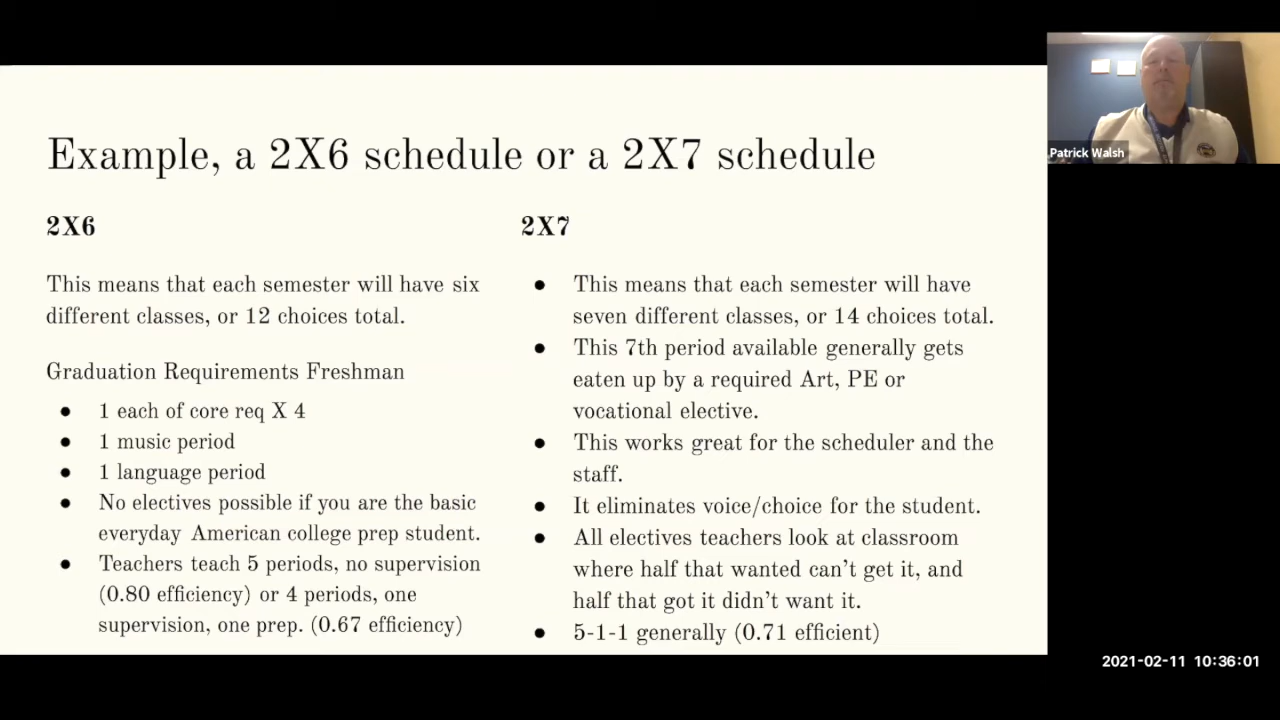 Example, a 2X6 schedule or a 2X7 schedule
2X6
This means that each semester will have six
different classes, or 12 choices total.
Graduation Requirements Freshman
● 1 each of core req X 4
● 1 music period
● 1 language period
● No electives possible if you are the basic
everyday American college prep student.
● Teachers teach 5 periods, no supervision
(0.80 efficiency) or 4 periods, one
supervision, one prep. (0.67 efficiency)
2X7
● This means that each semester will have
seven different classes, or 14 choices total.
● This 7th period available generally gets
eaten up by a required Art, PE or
vocational elective.
● This works great for the scheduler and the
staff.
● It eliminates voice/choice for the student.
● All electives teachers look at classroom
where half that wanted can't get it, and
half that got it didn't want it.
● 5-1-1 generally (0.71 efficient)
Patrick Walsh
2021-02-11 10:36:01